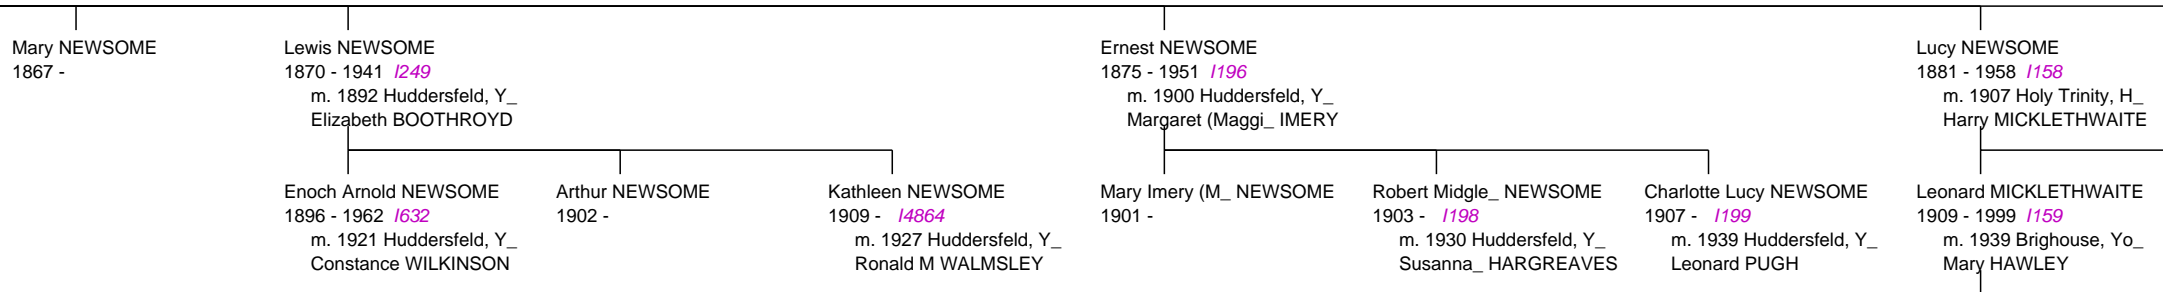 Mary NEWSOME
1867 -
Lewis NEWSOME
1870 - 1941 I249
m. 1892 Huddersfeld, Y_
Elizabeth BOOTHROYD
Ernest NEWSOME
1875 - 1951 I196
m. 1900 Huddersfeld, Y_
Margaret (Maggi_ IMERY
Lucy NEWSOME
1881 - 1958 I158
m. 1907 Holy Trinity, H_
Harry MICKLETHWAITE
Enoch Arnold NEWSOME
1896 - 1962 I632
m. 1921 Huddersfeld, Y_
Constance WILKINSON
Arthur NEWSOME
1902 -
Kathleen NEWSOME
1909 - I4864
m. 1927 Huddersfeld, Y_
Ronald M WALMSLEY
Mary Imery (M_ NEWSOME
1901 -
Robert Midgle_ NEWSOME
1903 - I198
m. 1930 Huddersfeld, Y_
Susanna_ HARGREAVES
Charlotte Lucy NEWSOME
1907 - I199
m. 1939 Huddersfeld, Y_
Leonard PUGH
Leonard MICKLETHWAITE
1909 - 1999 I159
m. 1939 Brighouse, Yo_
Mary HAWLEY